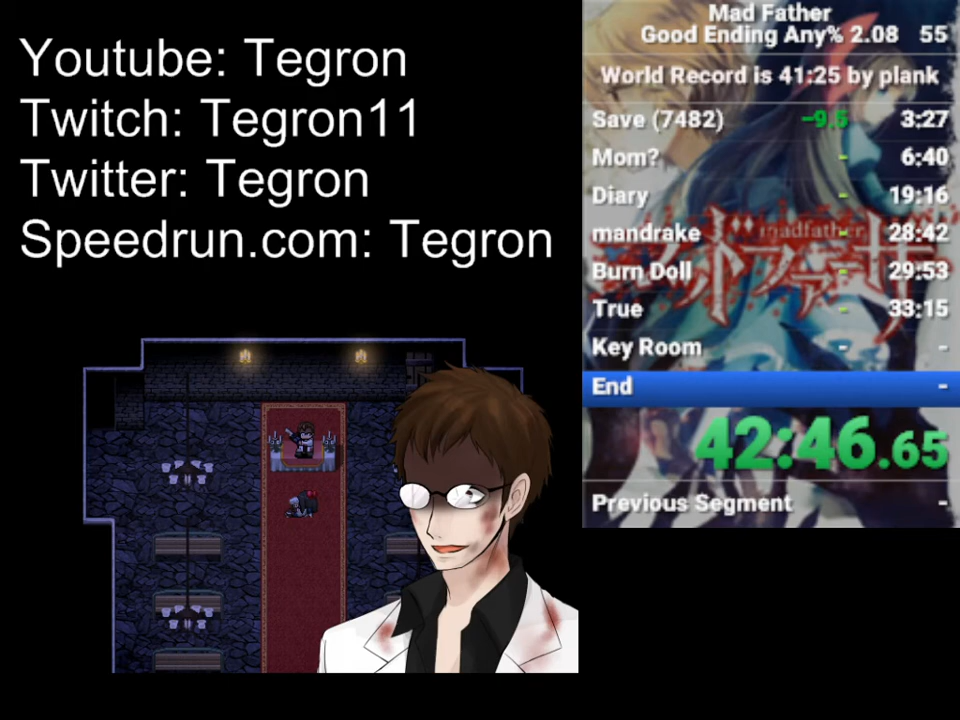 Youtube: Tegron
Twitch: Tegron11
Twitter: Tegron
Speedrun.com: Tegron
Mad Father
Good Ending Any% 2.08 55
World Record is 41:25 by plank
Save (7482) -9.5 3:27
Mom? - 6:40
Diary - 19:16
mandrake - 28:42
Burn Doll - 29:53
True - 33:15
Key Room - -
End -
42:46.65
Previous Segment -
madfather